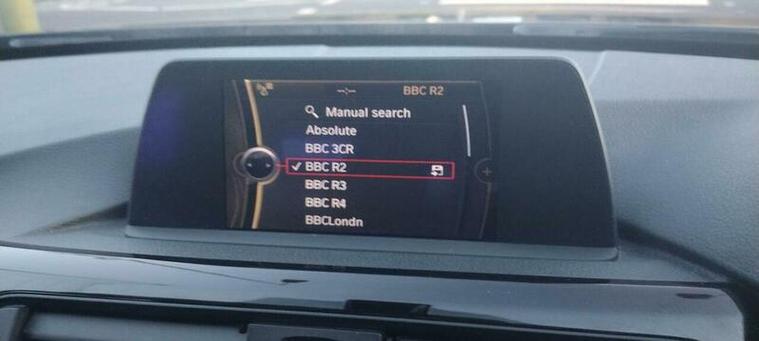 --:-- BBC R2
Manual search
Absolute
BBC 3CR
BBC R2
BBC R3
BBC R4
BBCLondn